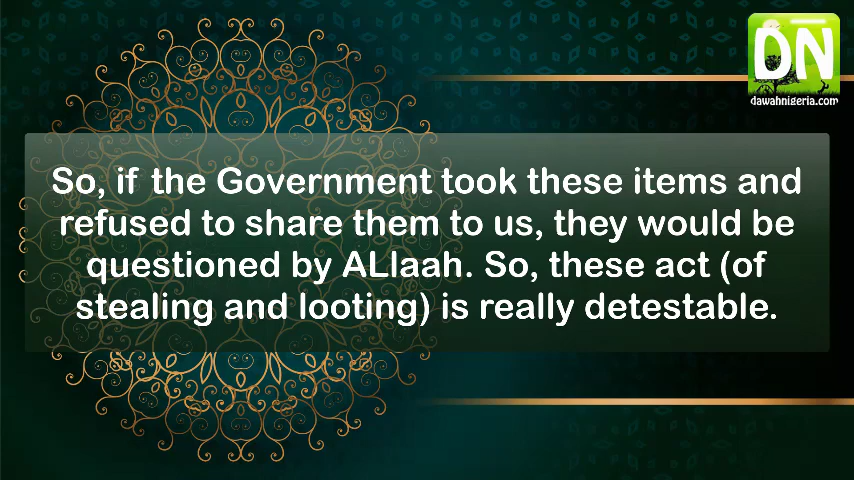 DN
dawahnigeria.com
So, if the Government took these items and
refused to share them to us, they would be
questioned by ALlaah. So, these act (of
stealing and looting) is really detestable.